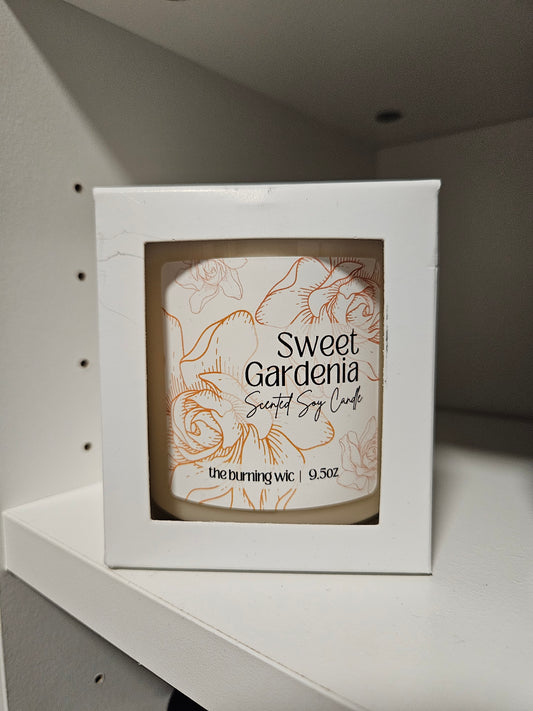 Sweet
Gardenia
Scented Soy Candle
the burning wic | 9.5oz